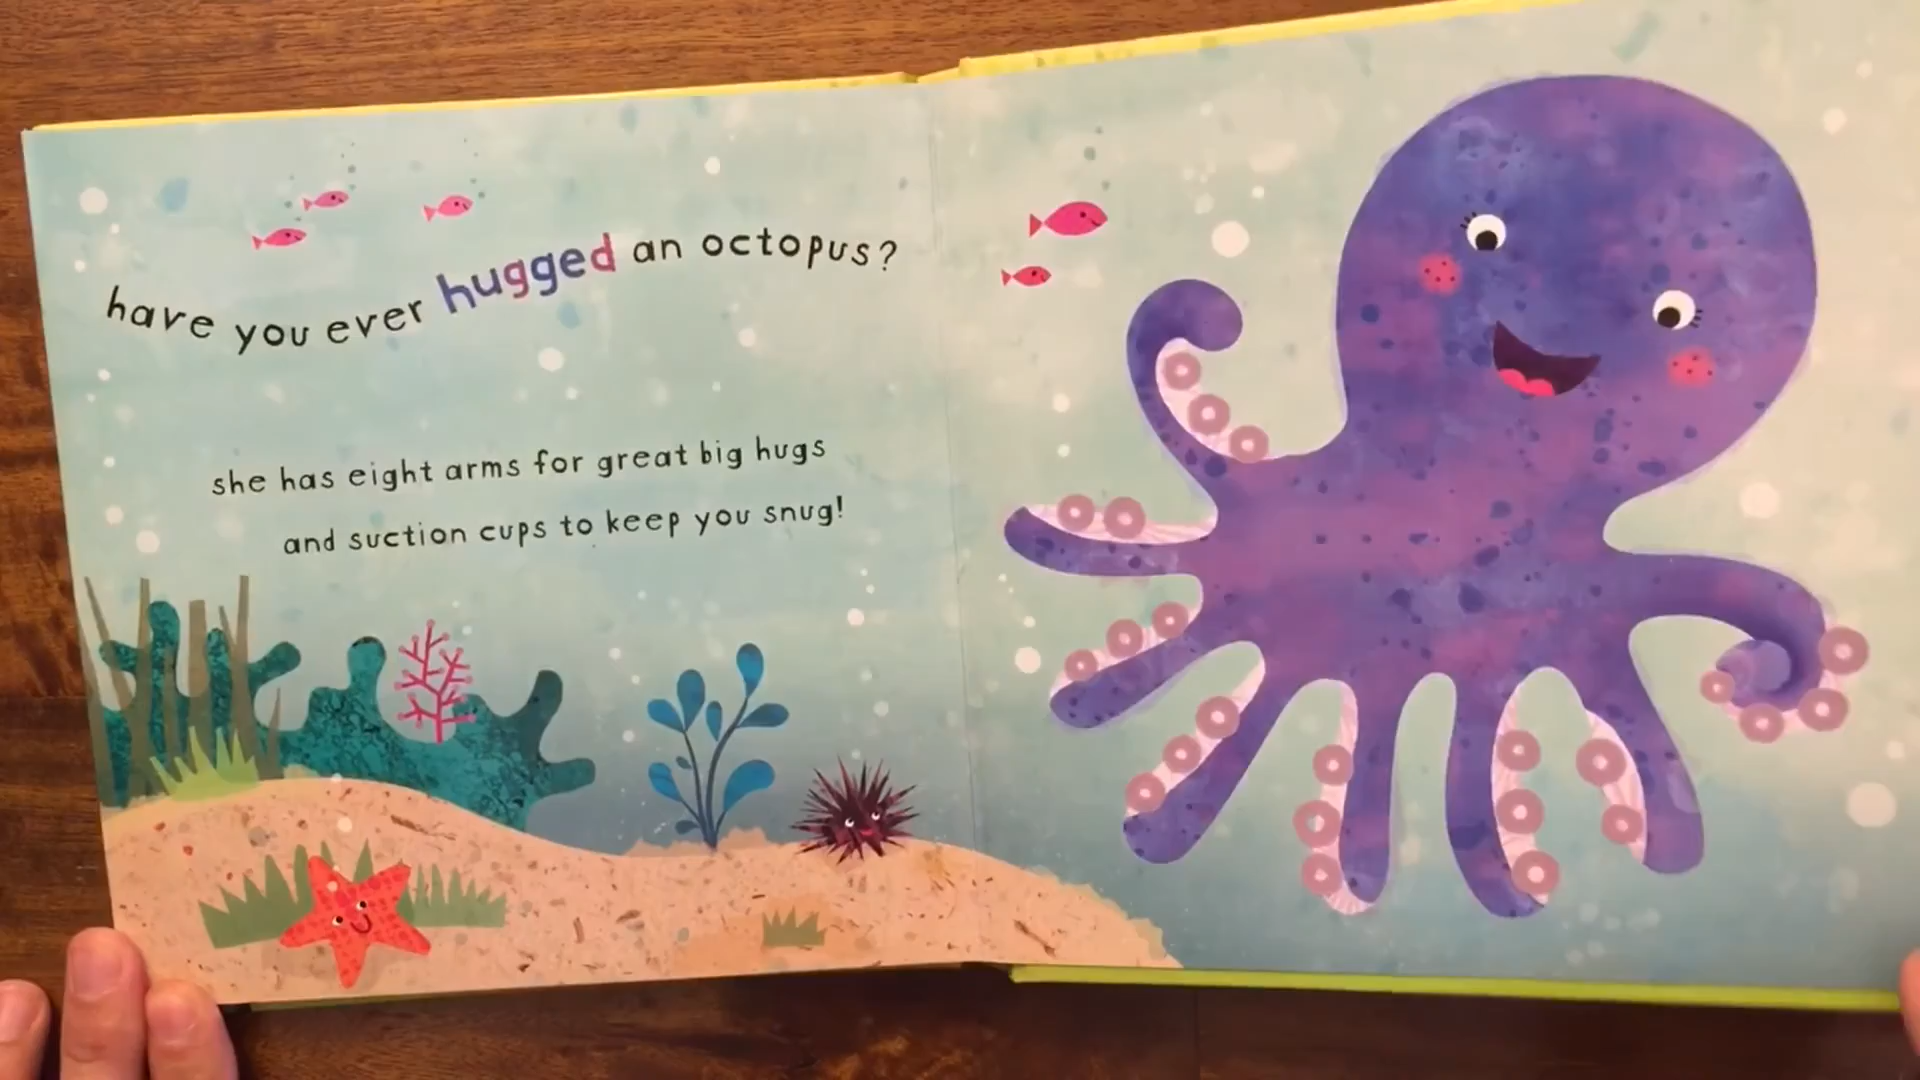 have you ever hugged an octopus?
she has eight arms for great big hugs
and suction cups to keep you snug!